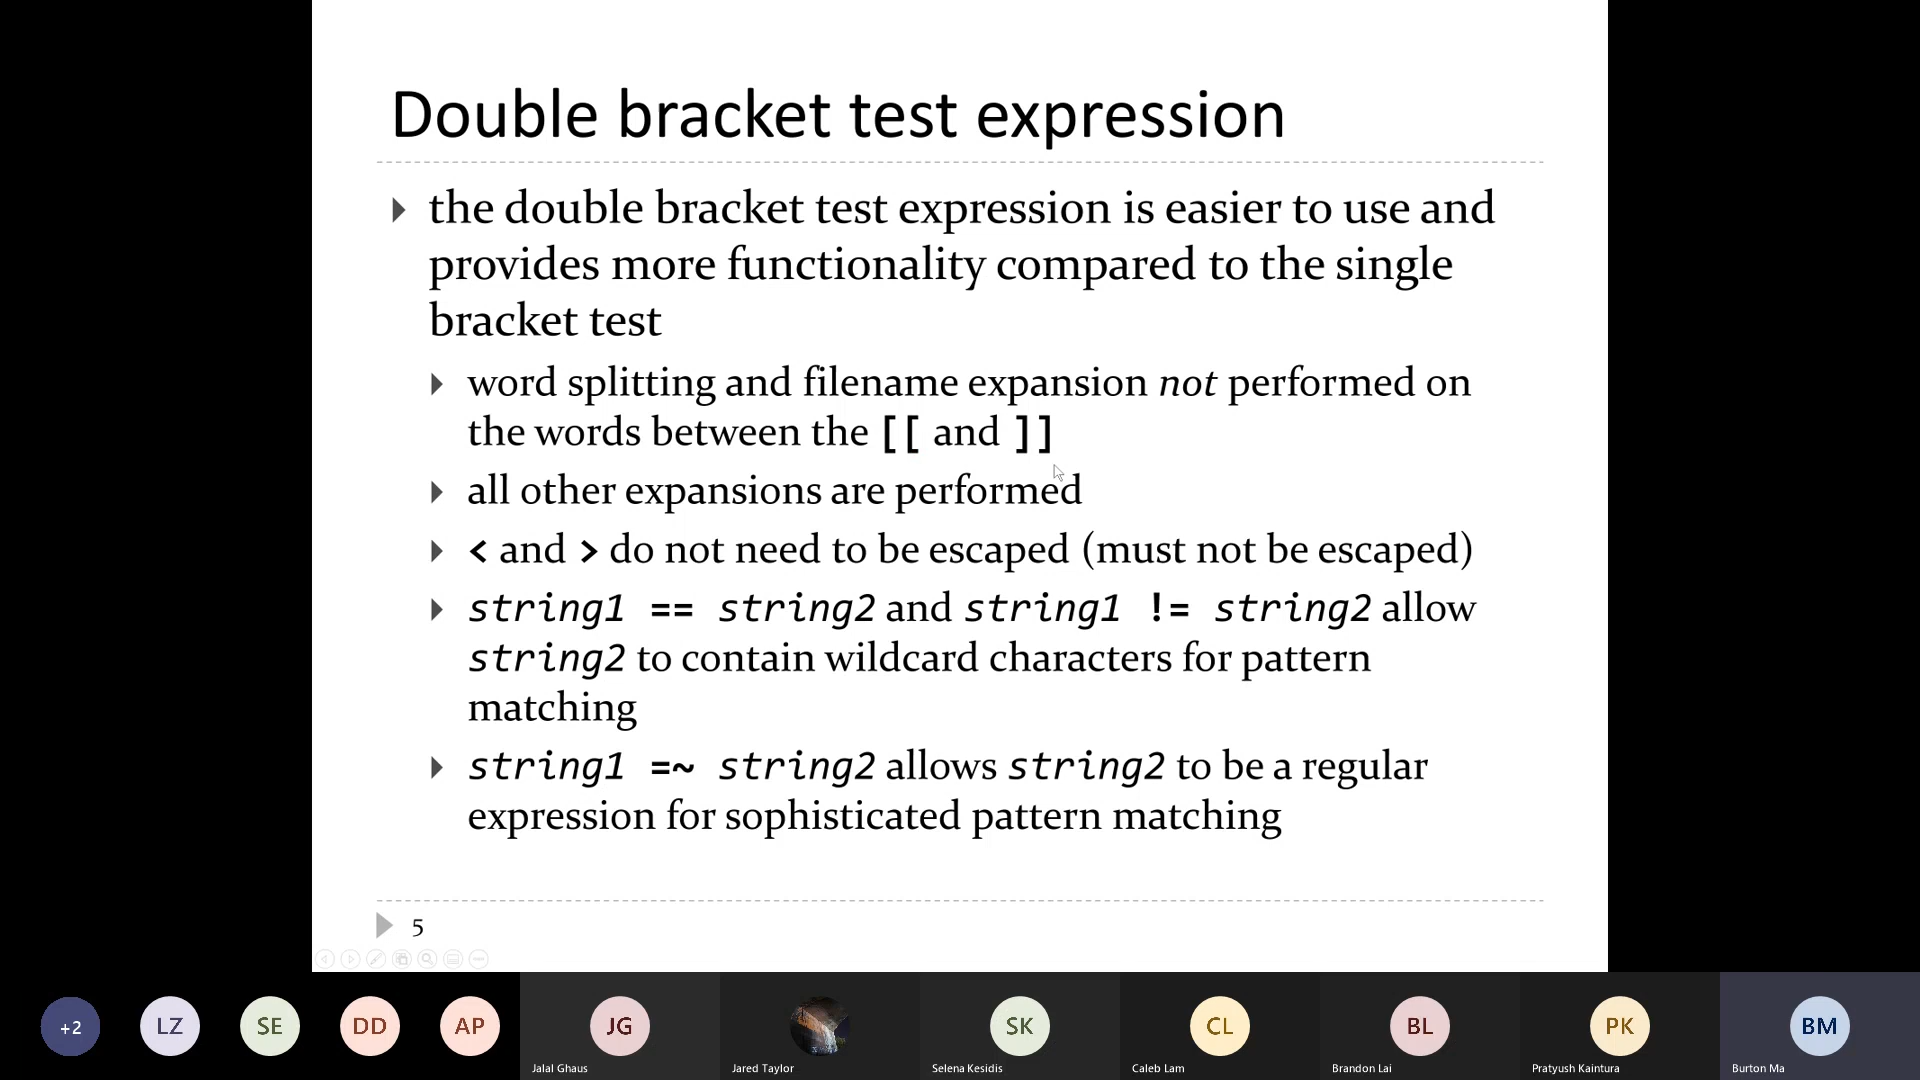 Double bracket test expression
the double bracket test expression is easier to use and
provides more functionality compared to the single
bracket test
word splitting and filename expansion not performed on
the words between the [[ and ]]
all other expansions are performed
< and > do not need to be escaped (must not be escaped)
string1 == string2 and string1 != string2 allow
string2 to contain wildcard characters for pattern
matching
string1 =~ string2 allows string2 to be a regular
expression for sophisticated pattern matching
5
+2 LZ SE DD AP JG SK CL BL PK BM
Jalal Ghaus Jared Taylor Selena Kesidis Caleb Lam Brandon Lai Pratyush Kaintura Burton Ma